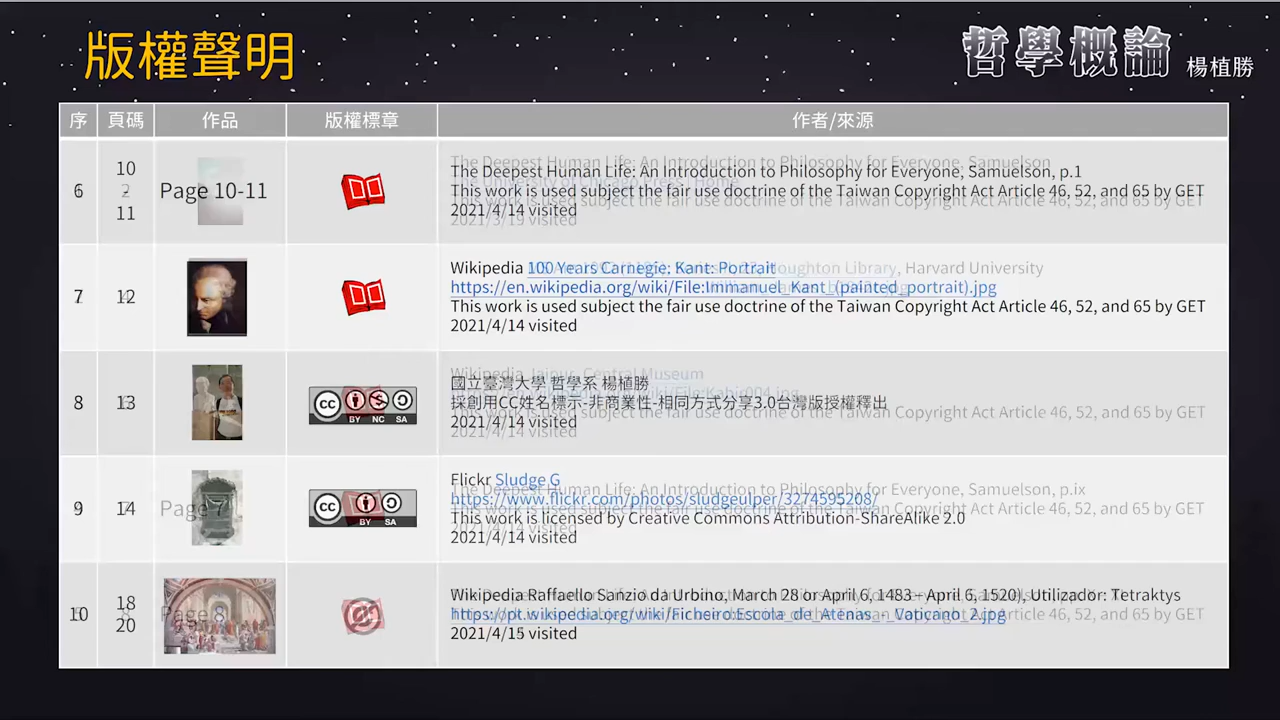 版權聲明
哲學概論 楊植勝
序 頁碼 作品 版權標章 作者/來源
6 10 - 11 Page 10-11
The Deepest Human Life: An Introduction to Philosophy for Everyone, Samuelson, p.1
This work is used subject the fair use doctrine of the Taiwan Copyright Act Article 46, 52, and 65 by GET
2021/4/14 visited
7 12
Wikipedia 100 Years Carnegie; Kant: Portrait
https://en.wikipedia.org/wiki/File:Immanuel_Kant_(painted_portrait).jpg
This work is used subject the fair use doctrine of the Taiwan Copyright Act Article 46, 52, and 65 by GET
2021/4/14 visited
8 13
cc BY NC SA
國立臺灣大學 哲學系 楊植勝
採創用CC姓名標示-非商業性-相同方式分享3.0台灣版授權釋出
2021/4/14 visited
9 14
cc BY SA
Flickr Sludge G
https://www.flickr.com/photos/sludgeulper/3274595208/
This work is licensed by Creative Commons Attribution-ShareAlike 2.0
2021/4/14 visited
10 18 20
Wikipedia Raffaello Sanzio da Urbino, March 28 or April 6, 1483 – April 6, 1520), Utilizador: Tetraktys
https://pt.wikipedia.org/wiki/Ficheiro:Escola_de_Atenas_-_Vaticano_2.jpg
2021/4/15 visited